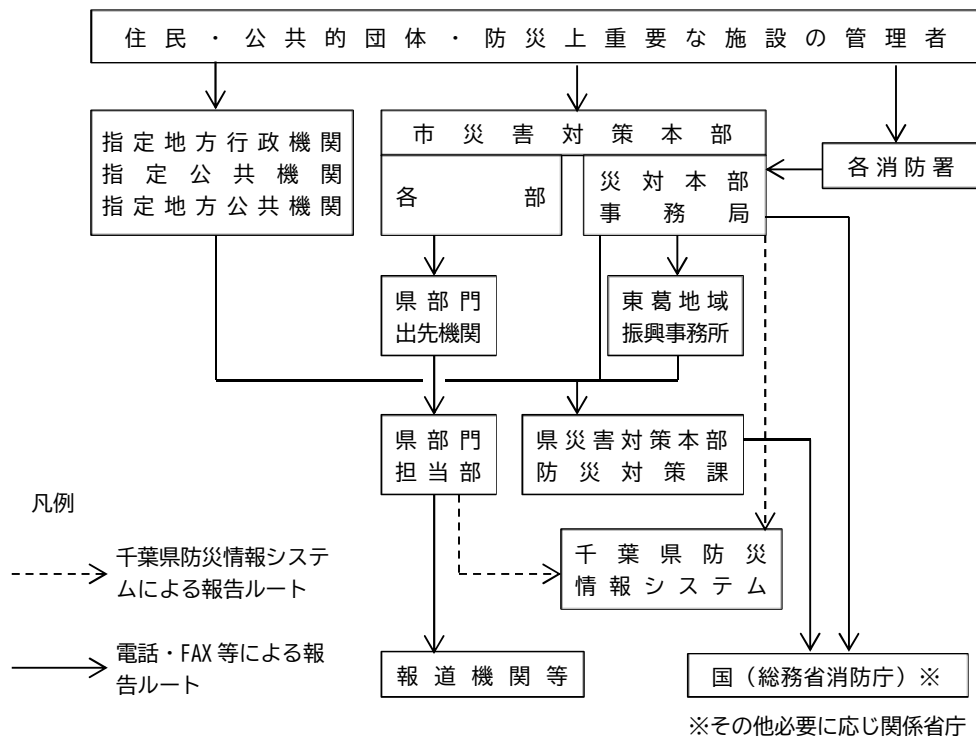 住民・公共的団体・防災上重要な施設の管理者
指定地方行政機関
指定公共機関
指定地方公共機関
市災害対策本部
各部
災対本部
事務局
各消防署
県部門
出先機関
東葛地域
振興事務所
県部門
担当部
県災害対策本部
防災対策課
凡例
千葉県防災情報システ
ムによる報告ルート
千葉県防災
情報システム
電話・FAX 等による報
告ルート
報道機関等
国（総務省消防庁）※
※その他必要に応じ関係省庁